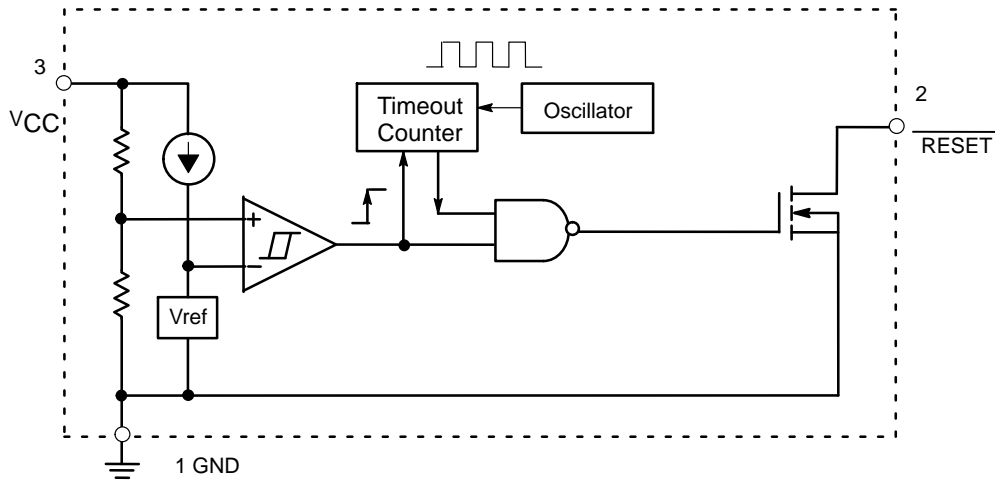 3
VCC
Timeout
Counter
Oscillator
2
RESET
+
−
Vref
1 GND